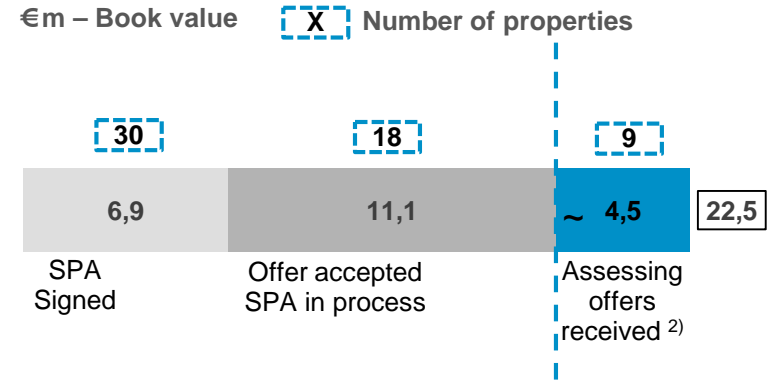 €m – Book value X Number of properties
30 18 9
6,9 11,1 ~ 4,5 22,5
SPA Signed
Offer accepted SPA in process
Assessing offers received 2)